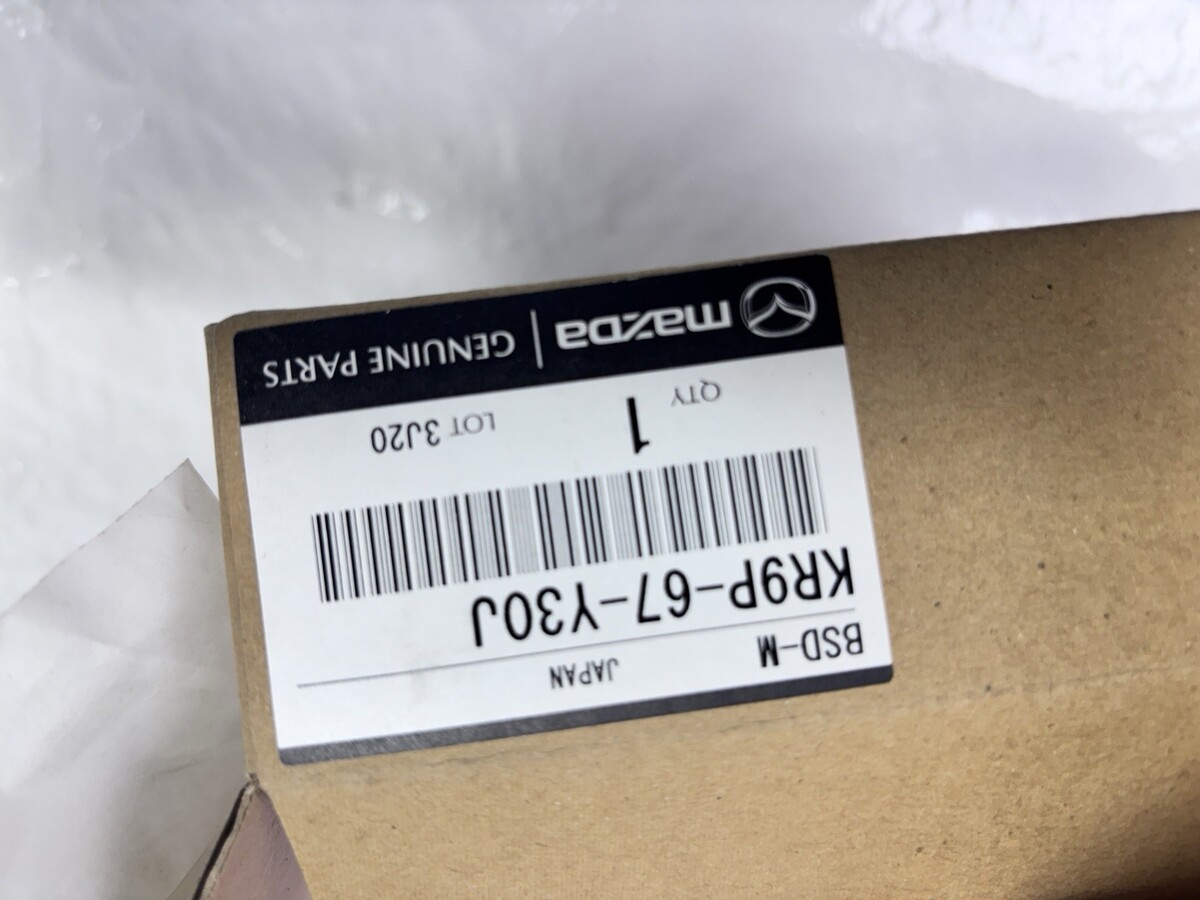 mazda | GENUINE PARTS
QTY 1 LOT 3J20
KR9P-67-Y30J
BSD-M JAPAN